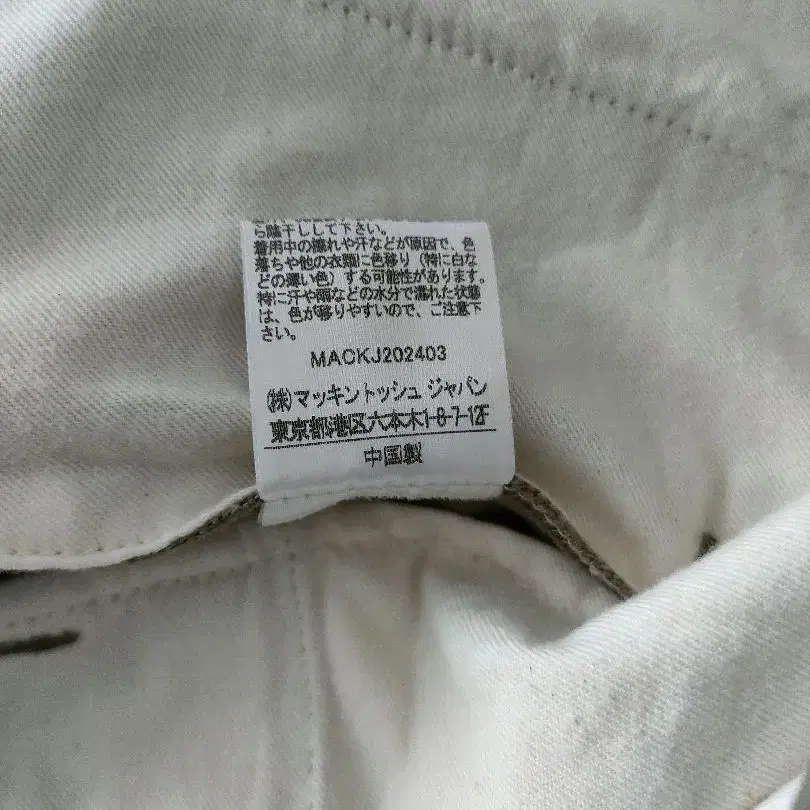 ら陰干しして下さい。
着用中の擦れや汗などが原因で、色
落ちや他の衣類に色移り（特に白な
どの薄い色）する可能性があります。
特に汗や雨などの水分で濡れた状態
は、色が移りやすいので、ご注意下
さい。
MACKJ202403
㈱マッキントッシュ ジャパン
東京都港区六本木1-8-7-12F
中国製